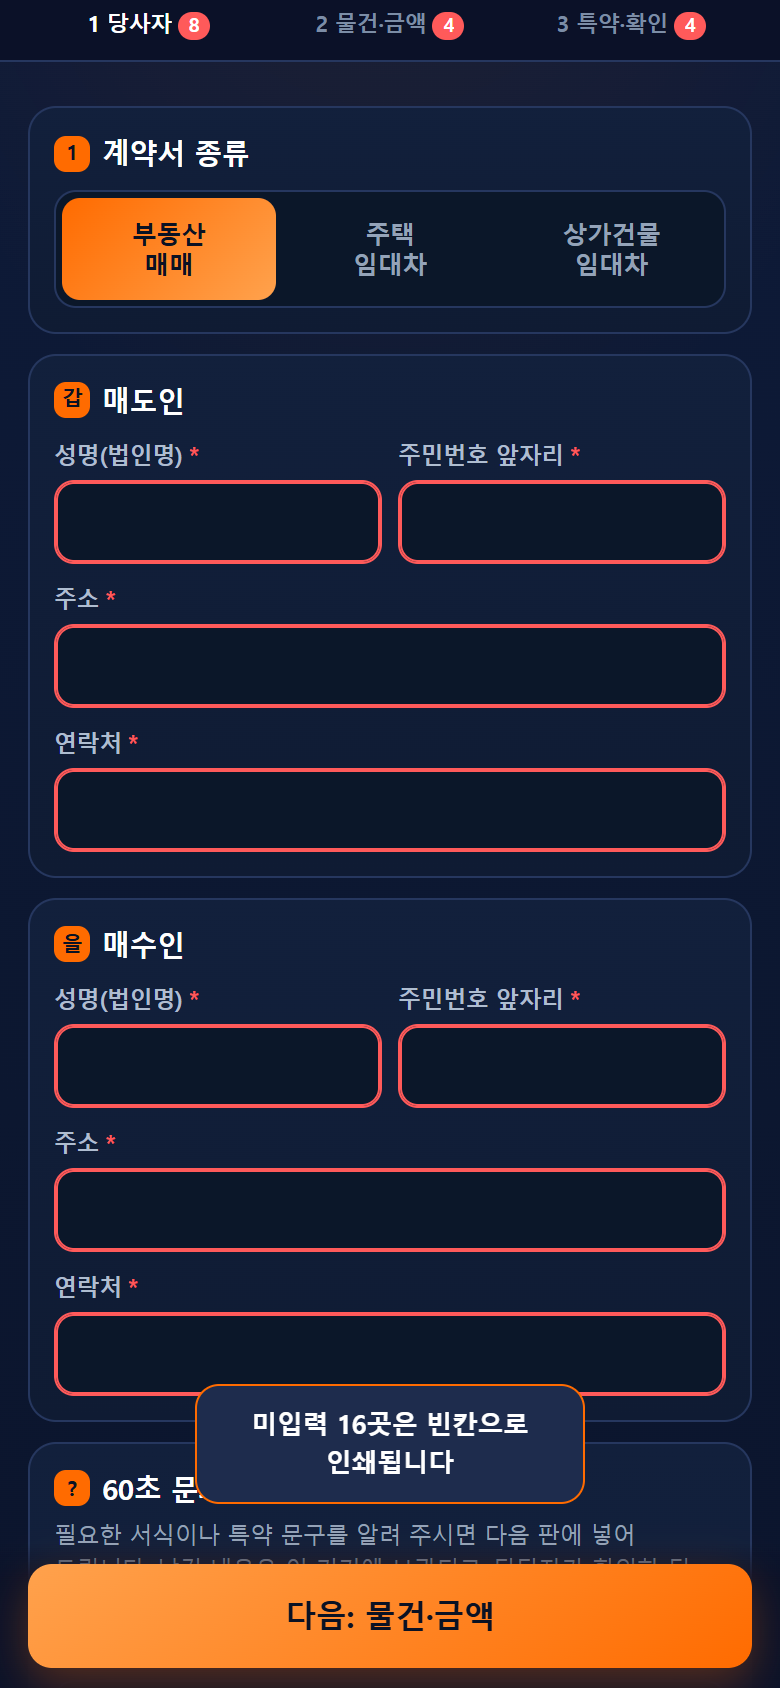 1 당사자 8
2 물건·금액 4
3 특약·확인 4
1 계약서 종류
부동산
매매
주택
임대차
상가건물
임대차
갑 매도인
성명(법인명) *
주민번호 앞자리 *
주소 *
연락처 *
을 매수인
성명(법인명) *
주민번호 앞자리 *
주소 *
연락처 *
미입력 16곳은 빈칸으로
인쇄됩니다
? 60초
필요한 서식이나 특약 문구를 알려 주시면 다음 판에 넣어
다음: 물건·금액